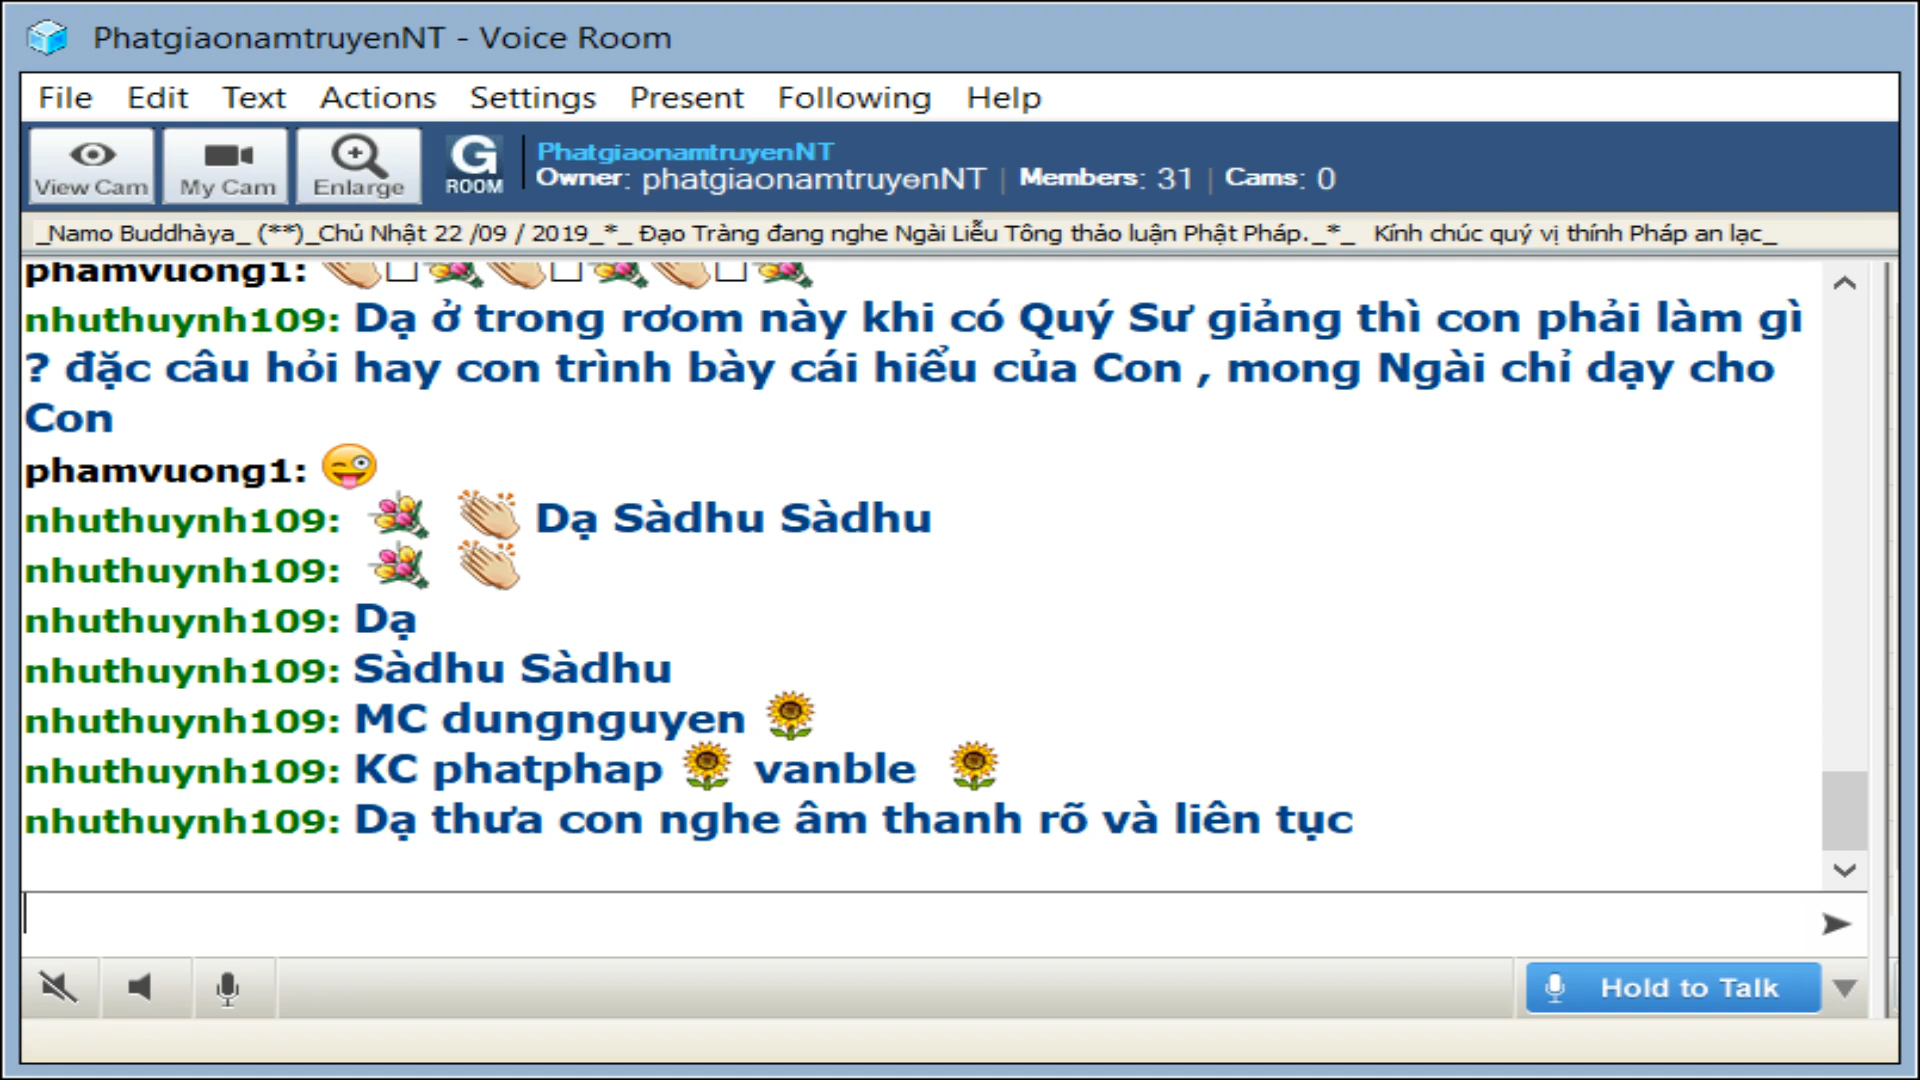 PhatgiaonamtruyenNT - Voice Room
File Edit Text Actions Settings Present Following Help
View Cam My Cam Enlarge G ROOM PhatgiaonamtruyenNT
Owner: phatgiaonamtruyenNT | Members: 31 | Cams: 0
_Namo Buddhàya_ (**)_Chủ Nhật 22 /09 / 2019_*_ Đạo Tràng đang nghe Ngài Liễu Tông thảo luận Phật Pháp._*_ Kính chúc quý vị thính Pháp an lạc_
phamvuong1: 👏□💐👏□💐👏□💐
nhuthuynh109: Dạ ở trong rơom này khi có Quý Sư giảng thì con phải làm gì
? đặc câu hỏi hay con trình bày cái hiểu của Con , mong Ngài chỉ dạy cho
Con
phamvuong1: 😜
nhuthuynh109: 💐 👏 Dạ Sàdhu Sàdhu
nhuthuynh109: 💐 👏
nhuthuynh109: Dạ
nhuthuynh109: Sàdhu Sàdhu
nhuthuynh109: MC dungnguyen 🌻
nhuthuynh109: KC phatphap 🌻 vanble 🌻
nhuthuynh109: Dạ thưa con nghe âm thanh rõ và liên tục
Hold to Talk